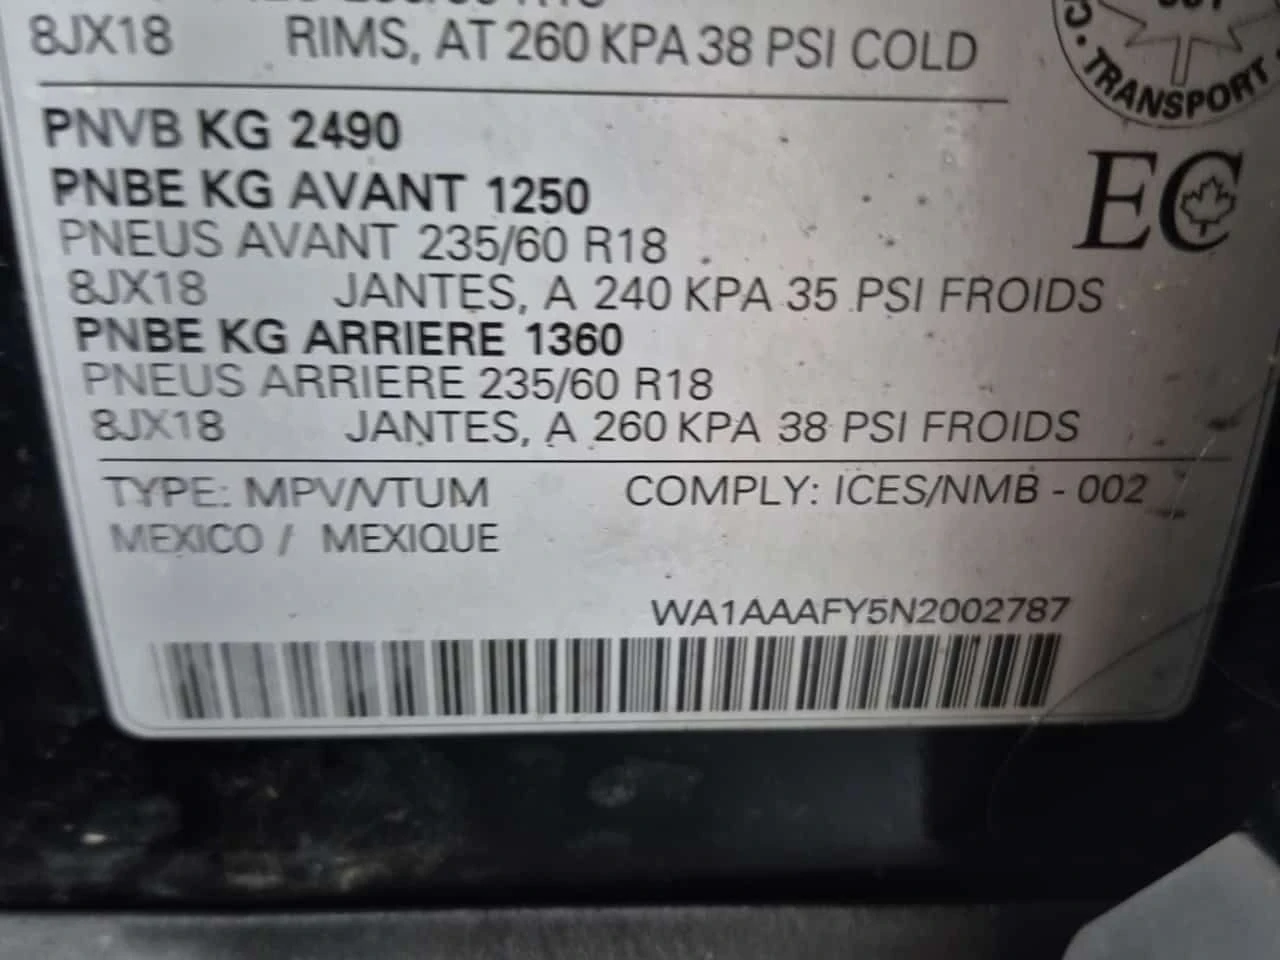 8JX18 RIMS, AT 260 KPA 38 PSI COLD
C • TRANSPORT
PNVB KG 2490
EC
PNBE KG AVANT 1250
PNEUS AVANT 235/60 R18
8JX18 JANTES, A 240 KPA 35 PSI FROIDS
PNBE KG ARRIERE 1360
PNEUS ARRIERE 235/60 R18
8JX18 JANTES, A 260 KPA 38 PSI FROIDS
TYPE: MPV/VTUM COMPLY: ICES/NMB - 002
MEXICO / MEXIQUE
WA1AAAFY5N2002787